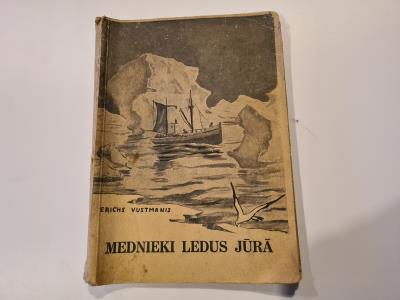 ERICHS VUSTMANIS
MEDNIEKI LEDUS JŪRĀ